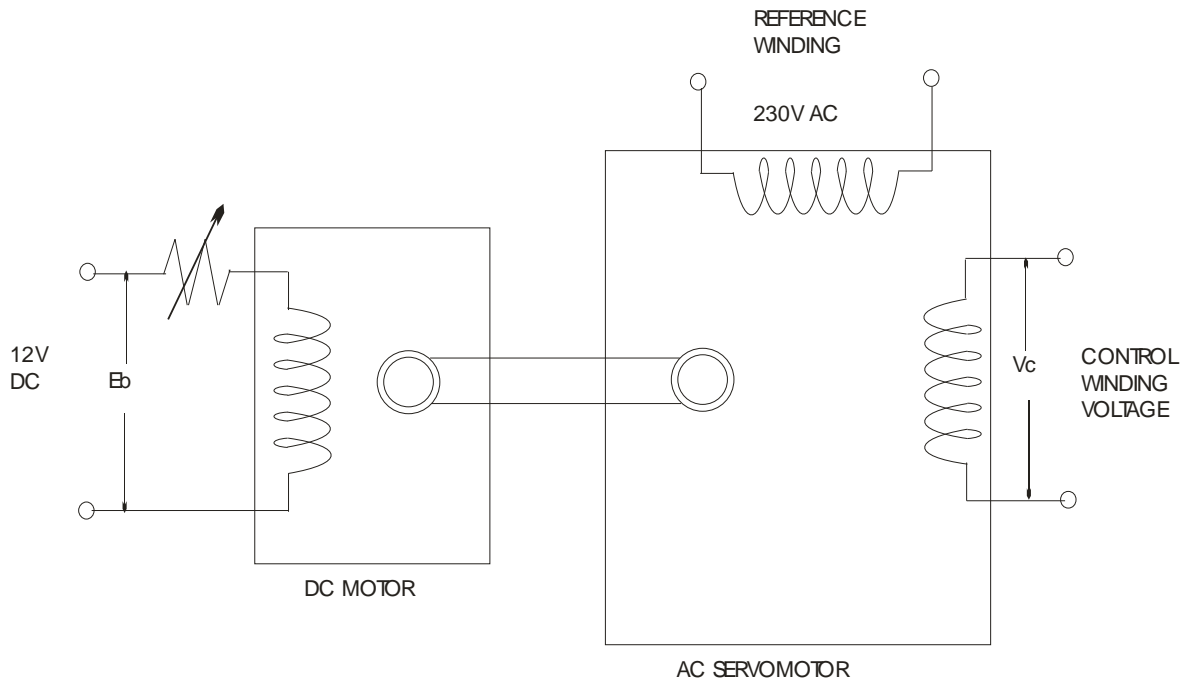 REFERENCE
WINDING
230V AC
12V
DC
Eb
Vc
CONTROL
WINDING
VOLTAGE
DC MOTOR
AC SERVOMOTOR